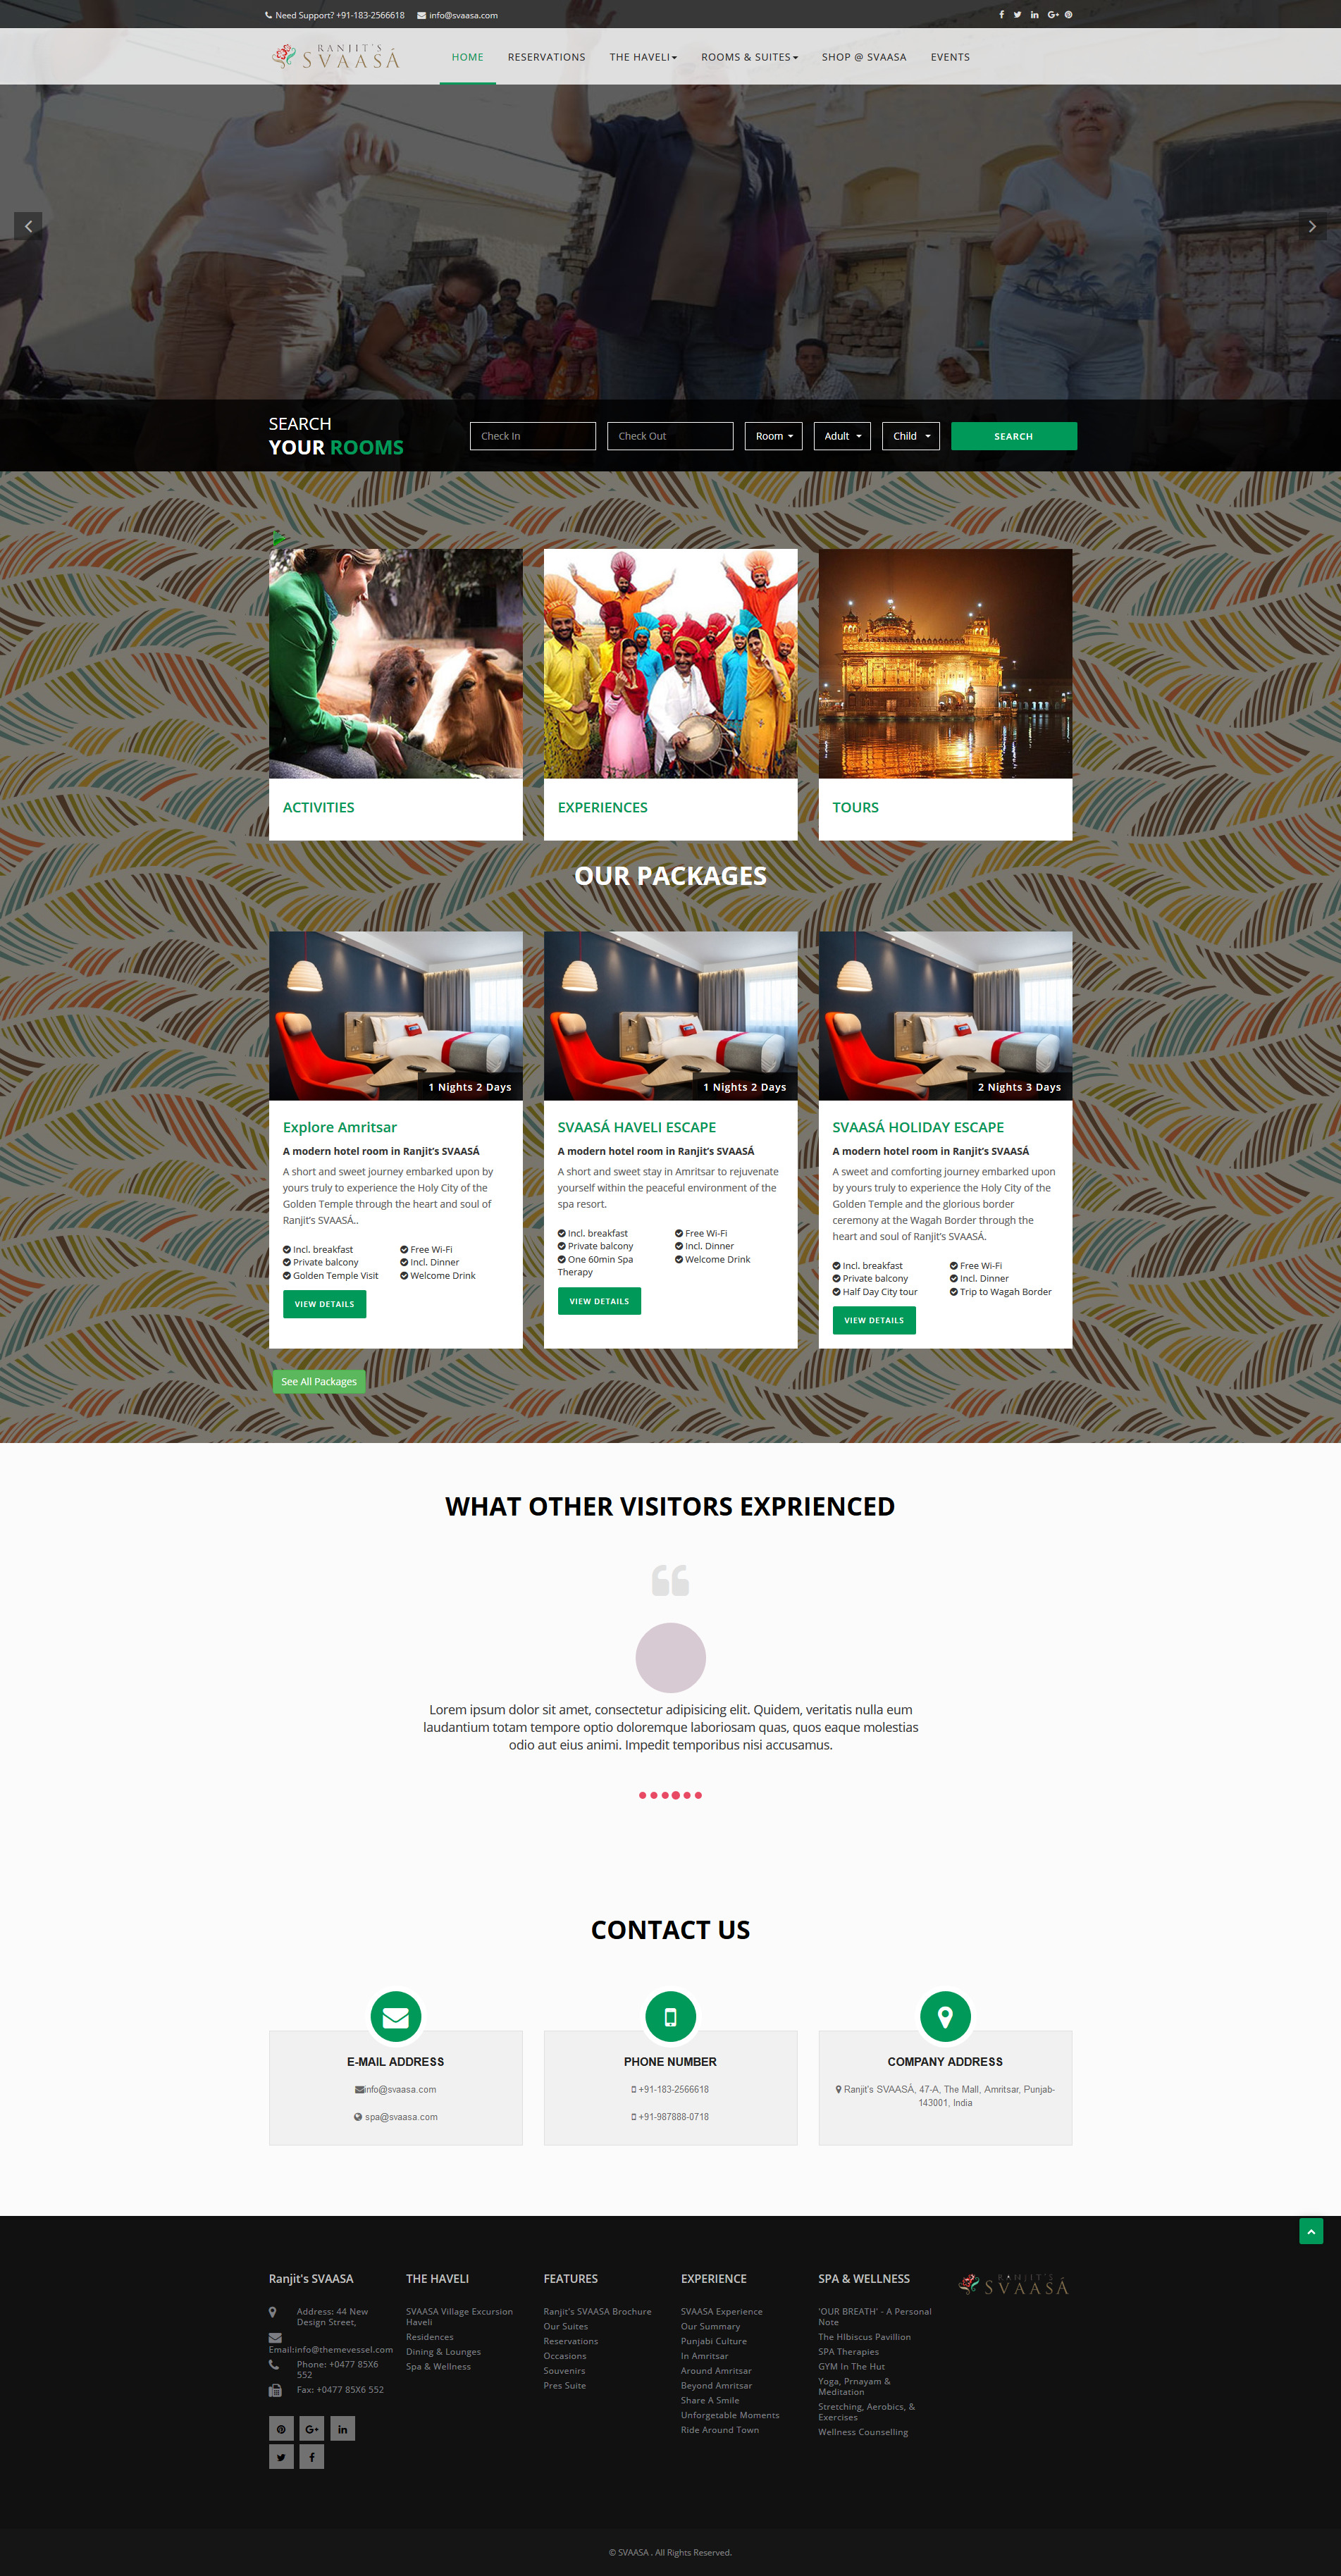 Need Support? +91-183-2566618 info@svaasa.com
RANJIT'S
SVAASÁ
HOME RESERVATIONS THE HAVELI ROOMS & SUITES SHOP @ SVAASA EVENTS
SEARCH
YOUR ROOMS
Check In Check Out Room Adult Child SEARCH
ACTIVITIES
EXPERIENCES
TOURS
OUR PACKAGES
1 Nights 2 Days
Explore Amritsar
A modern hotel room in Ranjit's SVAASÁ
A short and sweet journey embarked upon by
yours truly to experience the Holy City of the
Golden Temple through the heart and soul of
Ranjit's SVAASÁ..
Incl. breakfast Free Wi-Fi
Private balcony Incl. Dinner
Golden Temple Visit Welcome Drink
VIEW DETAILS
1 Nights 2 Days
SVAASÁ HAVELI ESCAPE
A modern hotel room in Ranjit's SVAASÁ
A short and sweet stay in Amritsar to rejuvenate
yourself within the peaceful environment of the
spa resort.
Incl. breakfast Free Wi-Fi
Private balcony Incl. Dinner
One 60min Spa Welcome Drink
Therapy
VIEW DETAILS
2 Nights 3 Days
SVAASÁ HOLIDAY ESCAPE
A modern hotel room in Ranjit's SVAASÁ
A sweet and comforting journey embarked upon
by yours truly to experience the Holy City of the
Golden Temple and the glorious border
ceremony at the Wagah Border through the
heart and soul of Ranjit's SVAASÁ.
Incl. breakfast Free Wi-Fi
Private balcony Incl. Dinner
Half Day City tour Trip to Wagah Border
VIEW DETAILS
See All Packages
WHAT OTHER VISITORS EXPRIENCED
Lorem ipsum dolor sit amet, consectetur adipisicing elit. Quidem, veritatis nulla eum
laudantium totam tempore optio doloremque laboriosam quas, quos eaque molestias
odio aut eius animi. Impedit temporibus nisi accusamus.
CONTACT US
E-MAIL ADDRESS
info@svaasa.com
spa@svaasa.com
PHONE NUMBER
+91-183-2566618
+91-987888-0718
COMPANY ADDRESS
Ranjit's SVAASÁ, 47-A, The Mall, Amritsar, Punjab-
143001, India
Ranjit's SVAASA
Address: 44 New
Design Street,
Email:info@themevessel.com
Phone: +0477 85X6
552
Fax: +0477 85X6 552
THE HAVELI
SVAASA Village Excursion
Haveli
Residences
Dining & Lounges
Spa & Wellness
FEATURES
Ranjit's SVAASA Brochure
Our Suites
Reservations
Occasions
Souvenirs
Pres Suite
EXPERIENCE
SVAASA Experience
Our Summary
Punjabi Culture
In Amritsar
Around Amritsar
Beyond Amritsar
Share A Smile
Unforgetable Moments
Ride Around Town
SPA & WELLNESS
'OUR BREATH' - A Personal
Note
The HIbiscus Pavillion
SPA Therapies
GYM In The Hut
Yoga, Prnayam &
Meditation
Stretching, Aerobics, &
Exercises
Wellness Counselling
RANJIT'S
SVAASÁ
© SVAASA . All Rights Reserved.